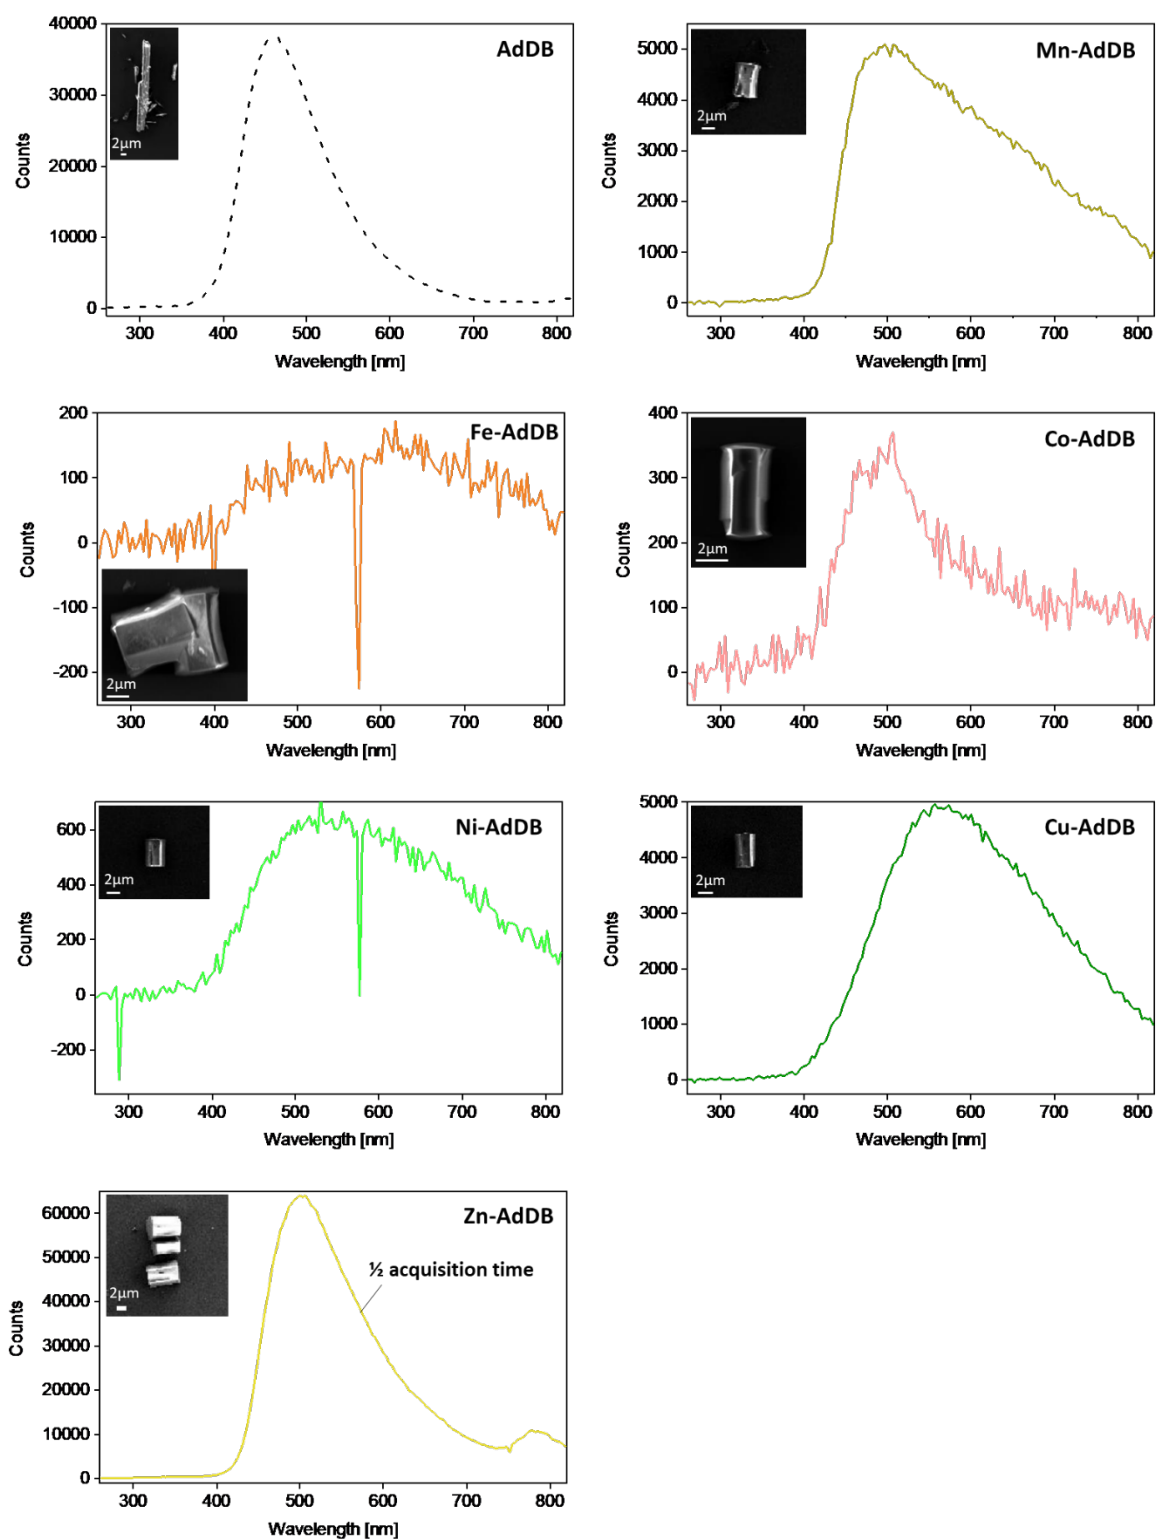 AdDB
2µm
Counts
40000
30000
20000
10000
0
300 400 500 600 700 800
Wavelength [nm]
Mn-AdDB
2µm
Counts
5000
4000
3000
2000
1000
0
300 400 500 600 700 800
Wavelength [nm]
Fe-AdDB
2µm
Counts
200
100
0
-100
-200
300 400 500 600 700 800
Wavelength [nm]
Co-AdDB
2µm
Counts
400
300
200
100
0
300 400 500 600 700 800
Wavelength [nm]
Ni-AdDB
2µm
Counts
600
400
200
0
-200
300 400 500 600 700 800
Wavelength [nm]
Cu-AdDB
2µm
Counts
5000
4000
3000
2000
1000
0
300 400 500 600 700 800
Wavelength [nm]
Zn-AdDB
½ acquisition time
2µm
Counts
60000
50000
40000
30000
20000
10000
0
300 400 500 600 700 800
Wavelength [nm]